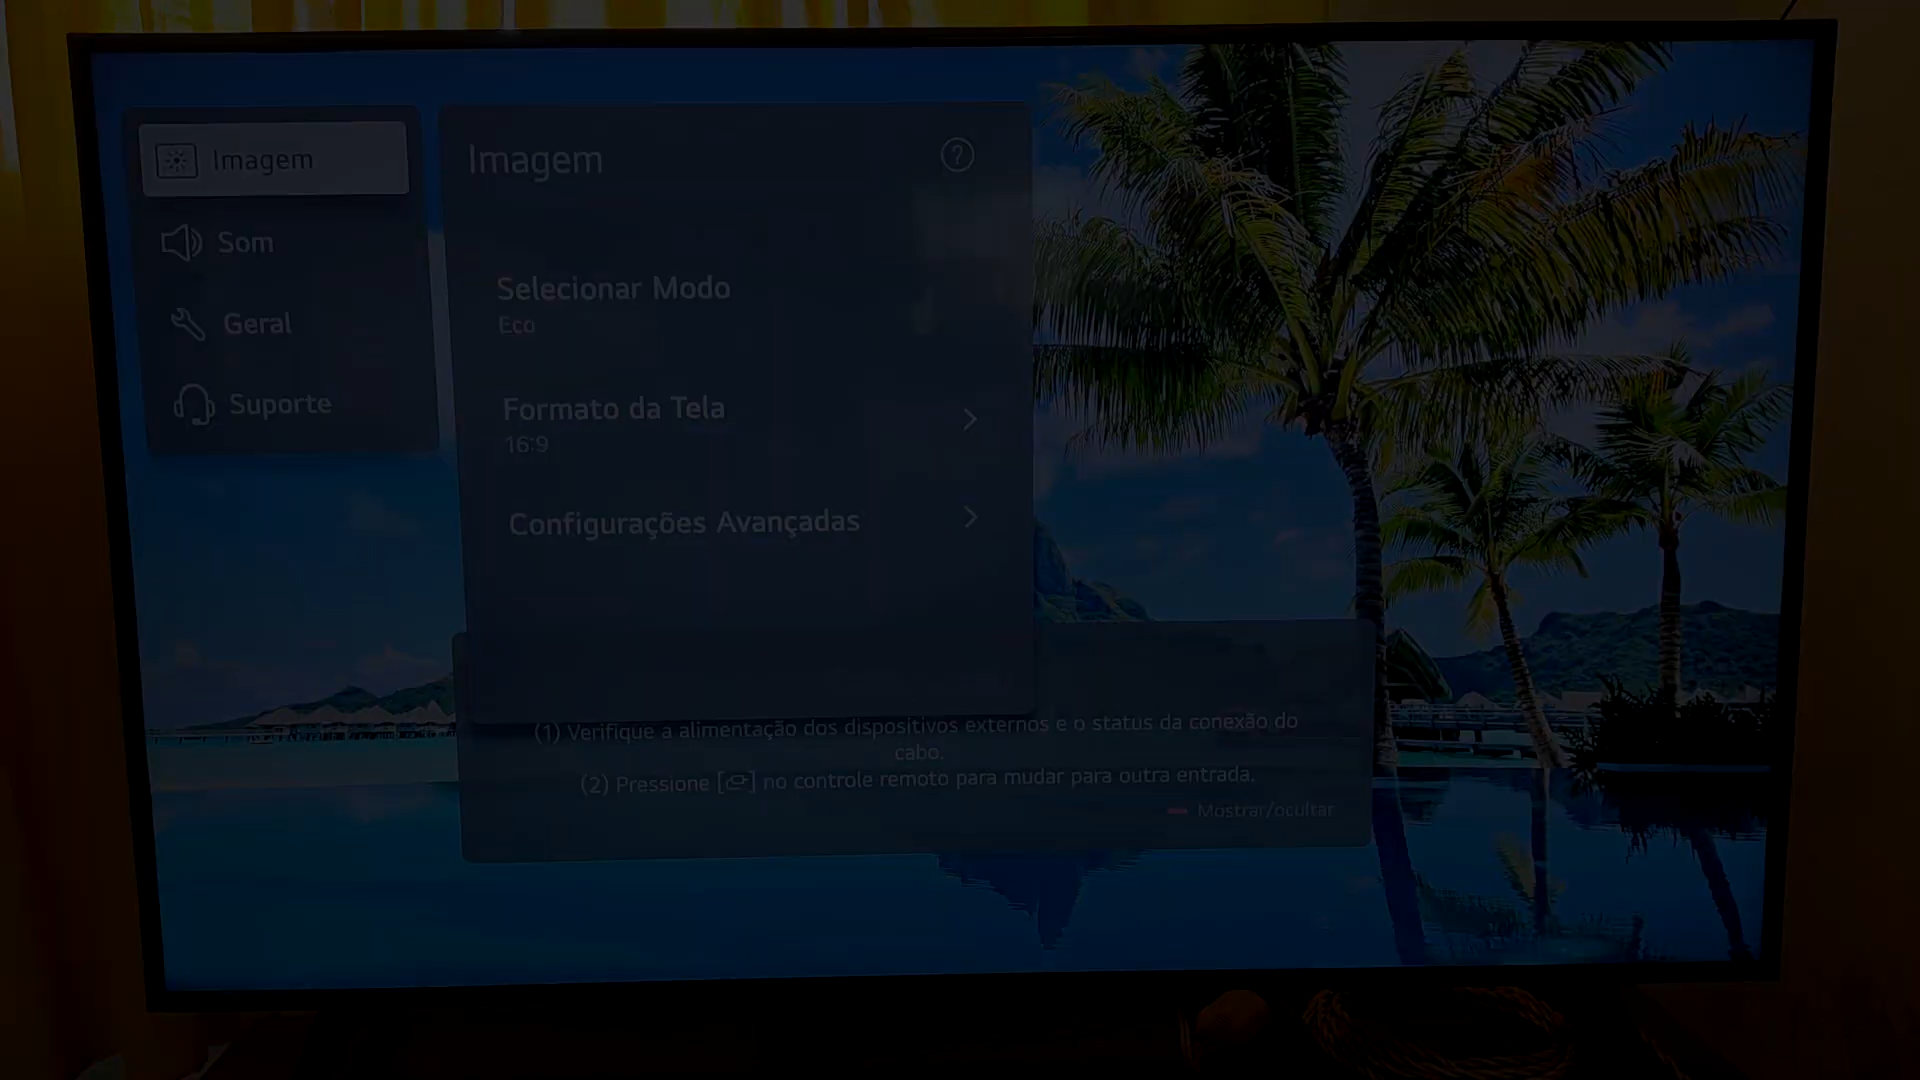 Imagem
Som
Geral
Suporte
Imagem
Selecionar Modo
Eco
Formato da Tela
16:9
Configurações Avançadas
(1) Verifique a alimentação dos dispositivos externos e o status da conexão do
cabo.
(2) Pressione [ ] no controle remoto para mudar para outra entrada.
Mostrar/ocultar